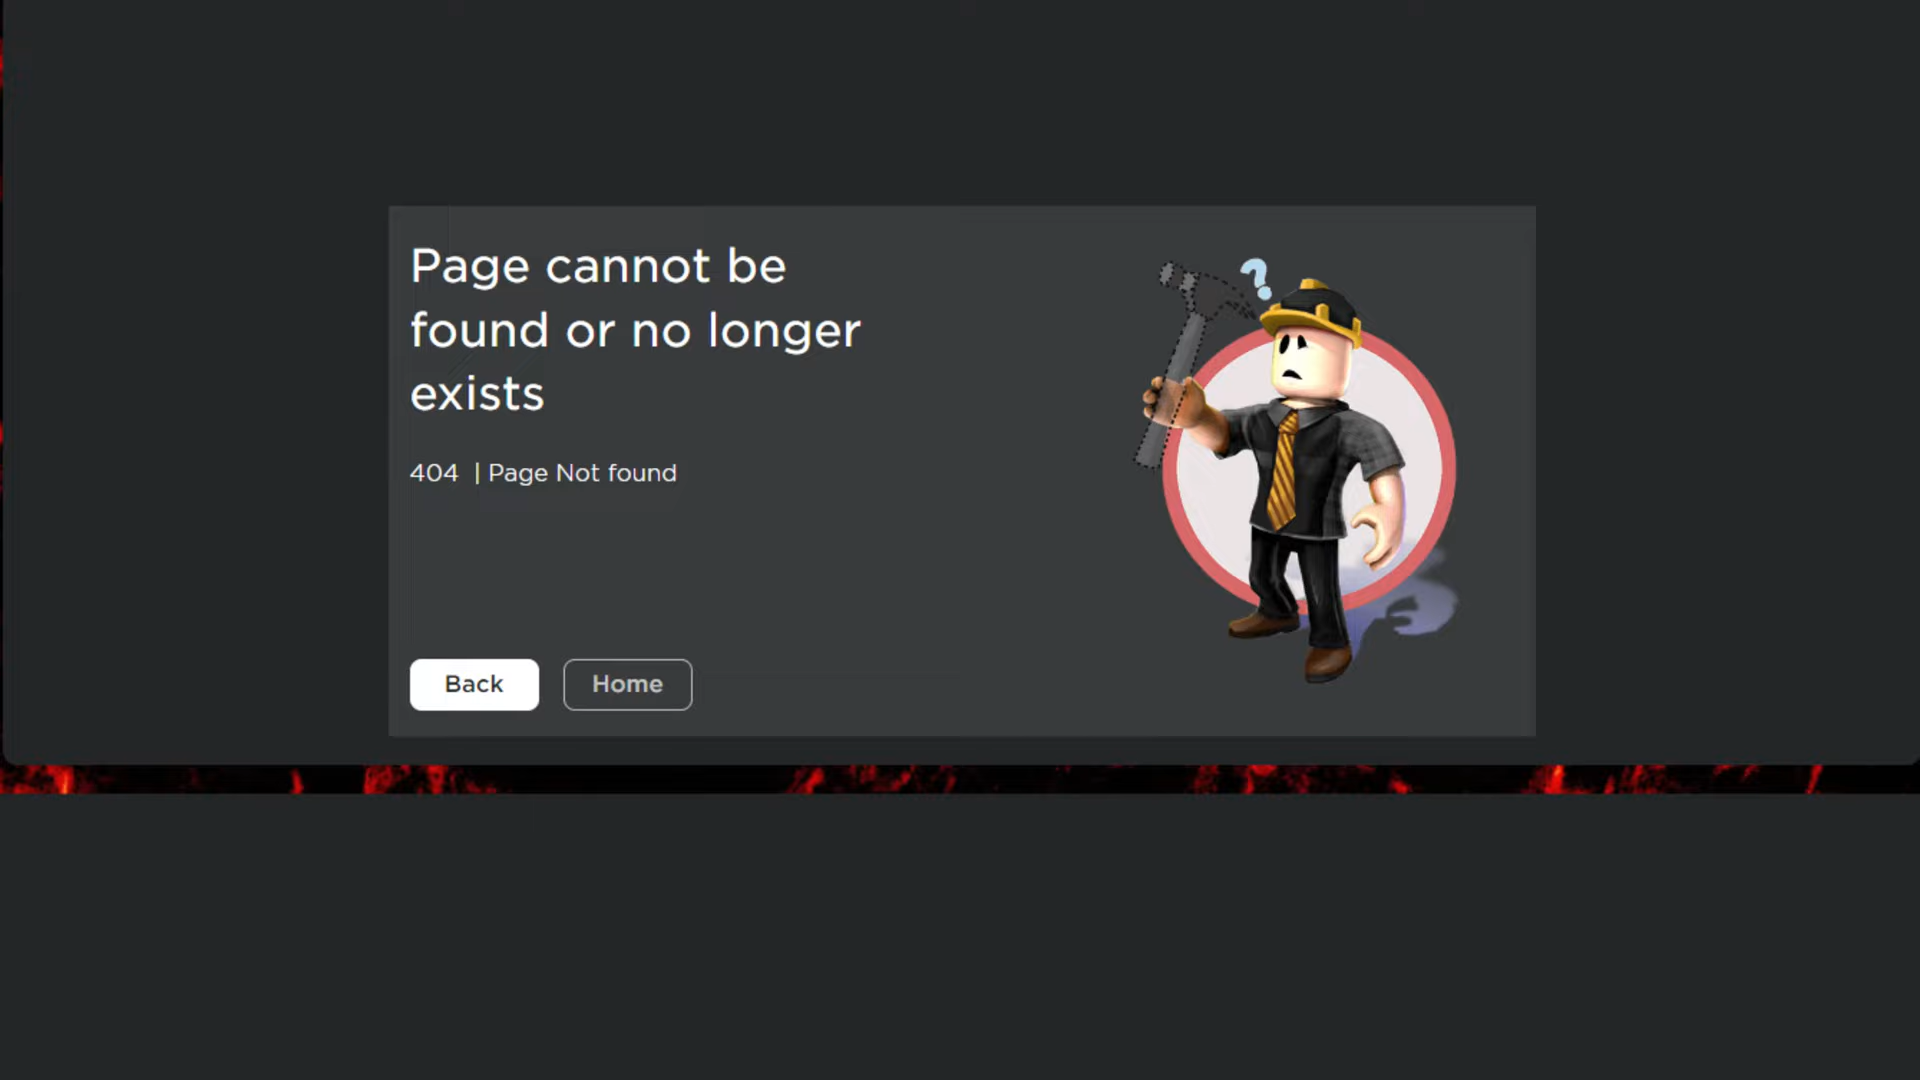 Page cannot be
found or no longer
exists
404 | Page Not found
?
Back
Home